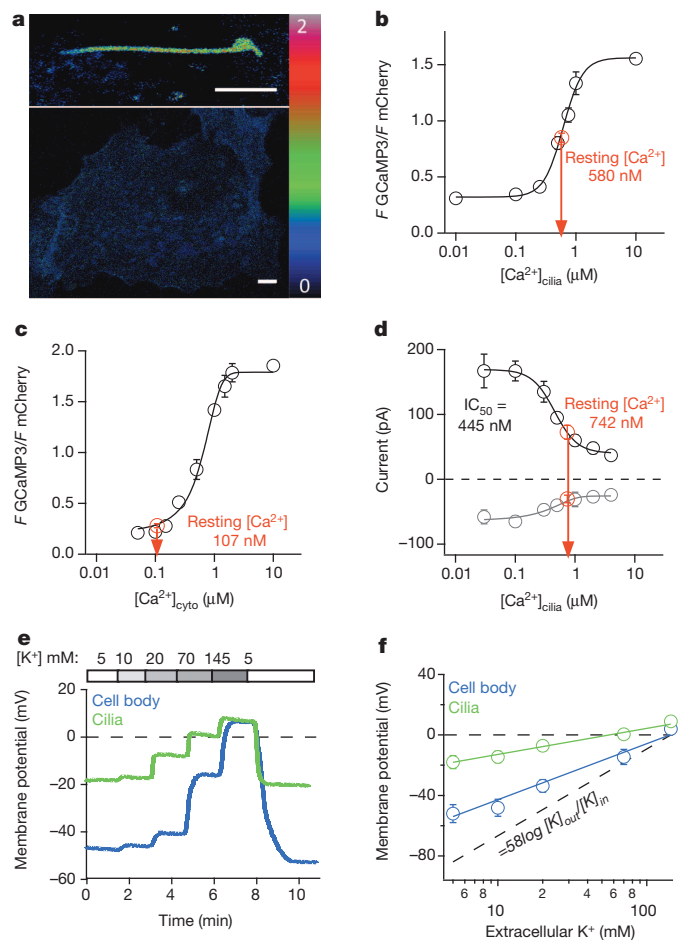 a
2
0
b
F GCaMP3/F mCherry
1.5
1.0
0.5
0.0
Resting [Ca2+]
580 nM
0.01
0.1
1
10
[Ca2+]cilia (μM)
c
F GCaMP3/F mCherry
2.0
1.5
1.0
0.5
0.0
Resting [Ca2+]
107 nM
0.01
0.1
1
10
[Ca2+]cyto (μM)
d
Current (pA)
200
100
0
−100
IC50 =
445 nM
Resting [Ca2+]
742 nM
0.01
0.1
1
10
[Ca2+]cilia (μM)
e
[K+] mM:
5
10
20
70
145
5
Membrane potential (mV)
20
0
−20
−40
−60
Cell body
Cilia
0
2
4
6
8
10
Time (min)
f
Membrane potential (mV)
40
0
−40
−80
Cell body
Cilia
=58log [K]out/[K]in
6
8
10
2
4
6
8
100
Extracellular K+ (mM)